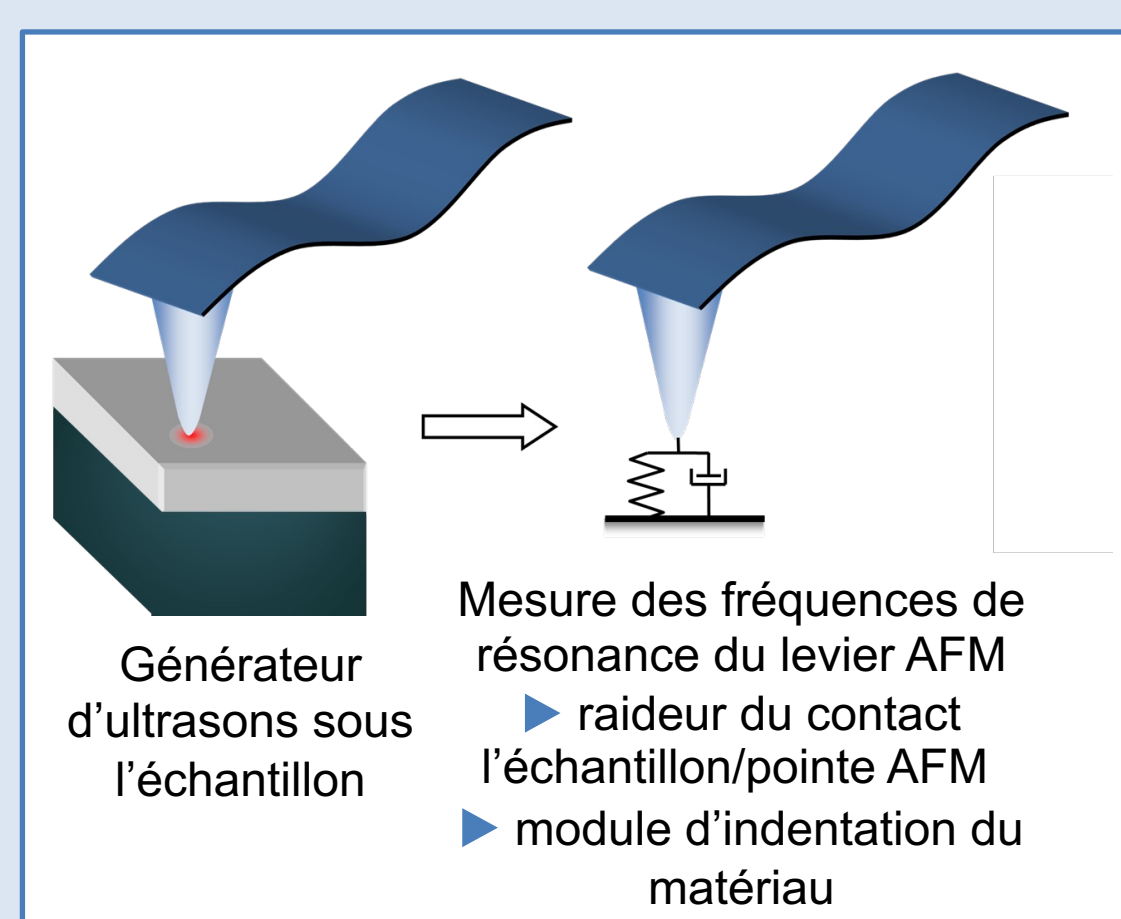 Générateur
d’ultrasons sous
l’échantillon
Mesure des fréquences de
résonance du levier AFM
▶ raideur du contact
l’échantillon/pointe AFM
▶ module d’indentation du
matériau